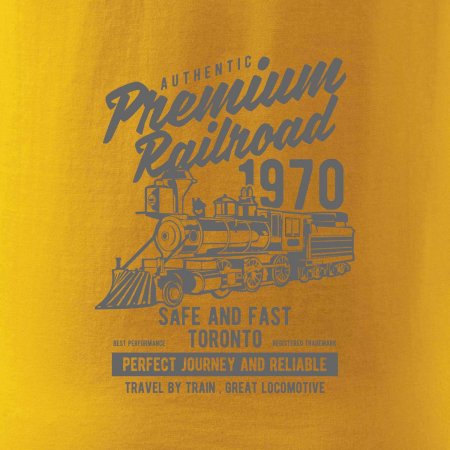 AUTHENTIC
Premium
Railroad
1970
SAFE AND FAST
BEST PERFORMANCE TORONTO REGISTERED TRADEMARK
PERFECT JOURNEY AND RELIABLE
TRAVEL BY TRAIN . GREAT LOCOMOTIVE